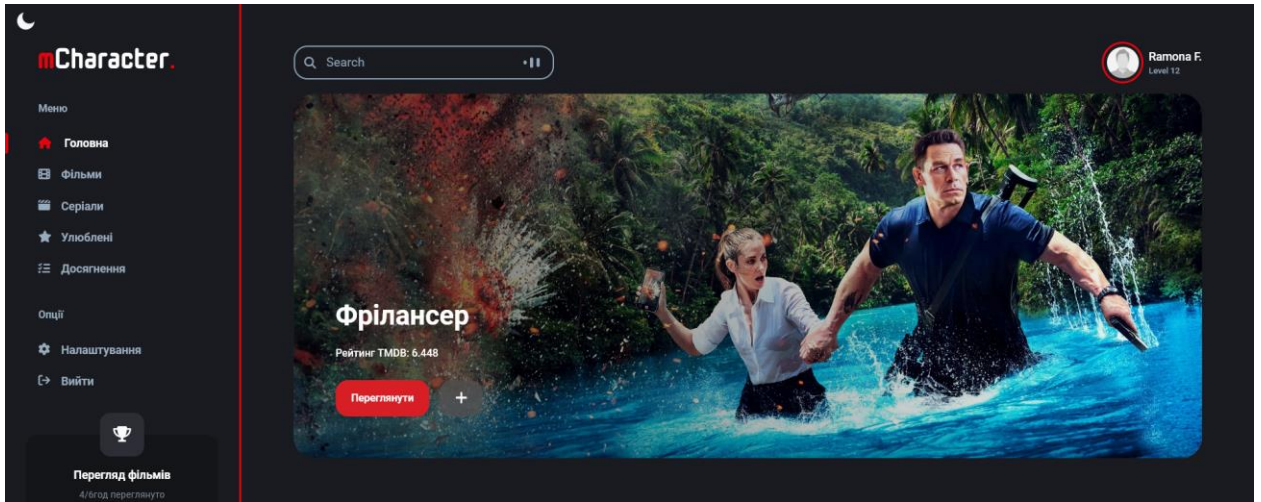 mCharacter.
Меню
Головна
Фільми
Серіали
Улюблені
Досягнення
Опції
Налаштування
Вийти
Перегляд фільмів
4/6год переглянуто
Search
Ramona F.
Level 12
Фрілансер
Рейтинг TMDB: 6.448
Переглянути
+